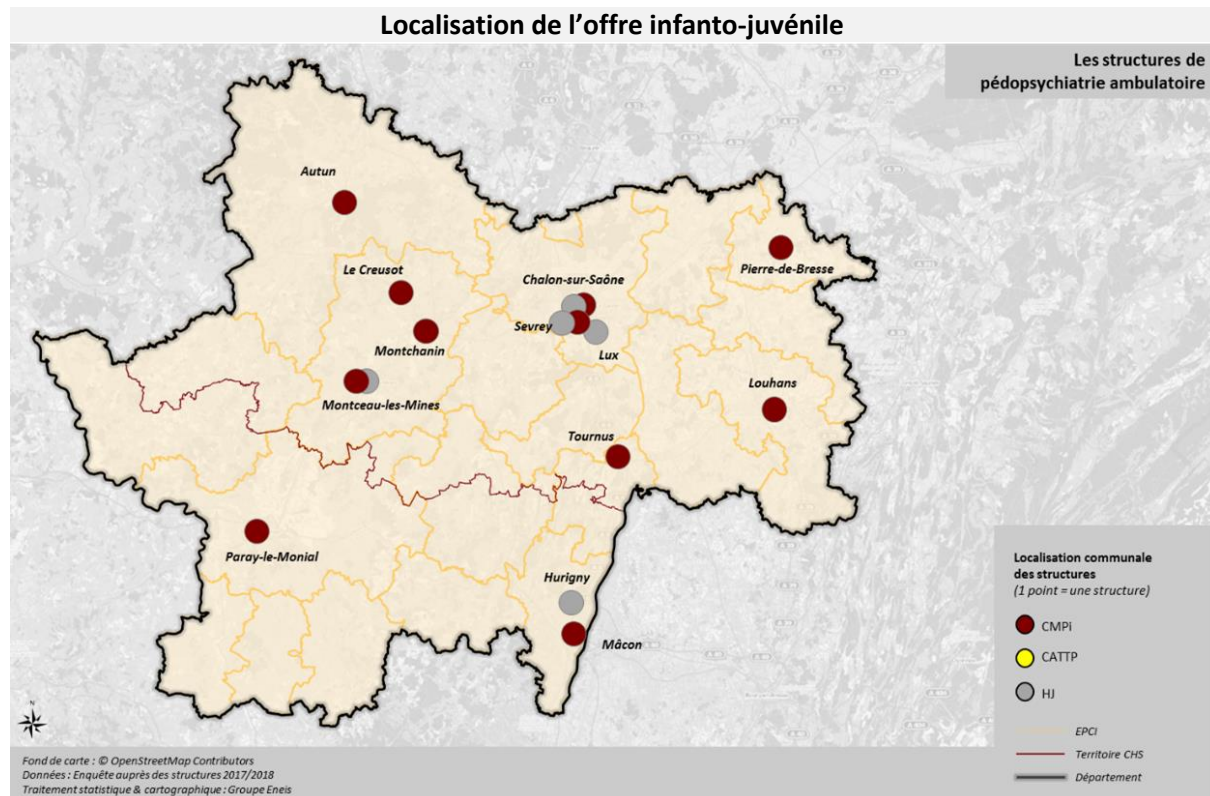 Localisation de l’offre infanto-juvénile
Les structures de
pédopsychiatrie ambulatoire
Autun
Le Creusot
Montchanin
Montceau-les-Mines
Chalon-sur-Saône
Sevrey
Lux
Pierre-de-Bresse
Louhans
Tournus
Paray-le-Monial
Hurigny
Mâcon
Localisation communale
des structures
(1 point = une structure)
CMPi
CATTP
HJ
EPCI
Territoire CHS
Département
N
Fond de carte : © OpenStreetMap Contributors
Données : Enquête auprès des structures 2017/2018
Traitement statistique & cartographique : Groupe Eneis